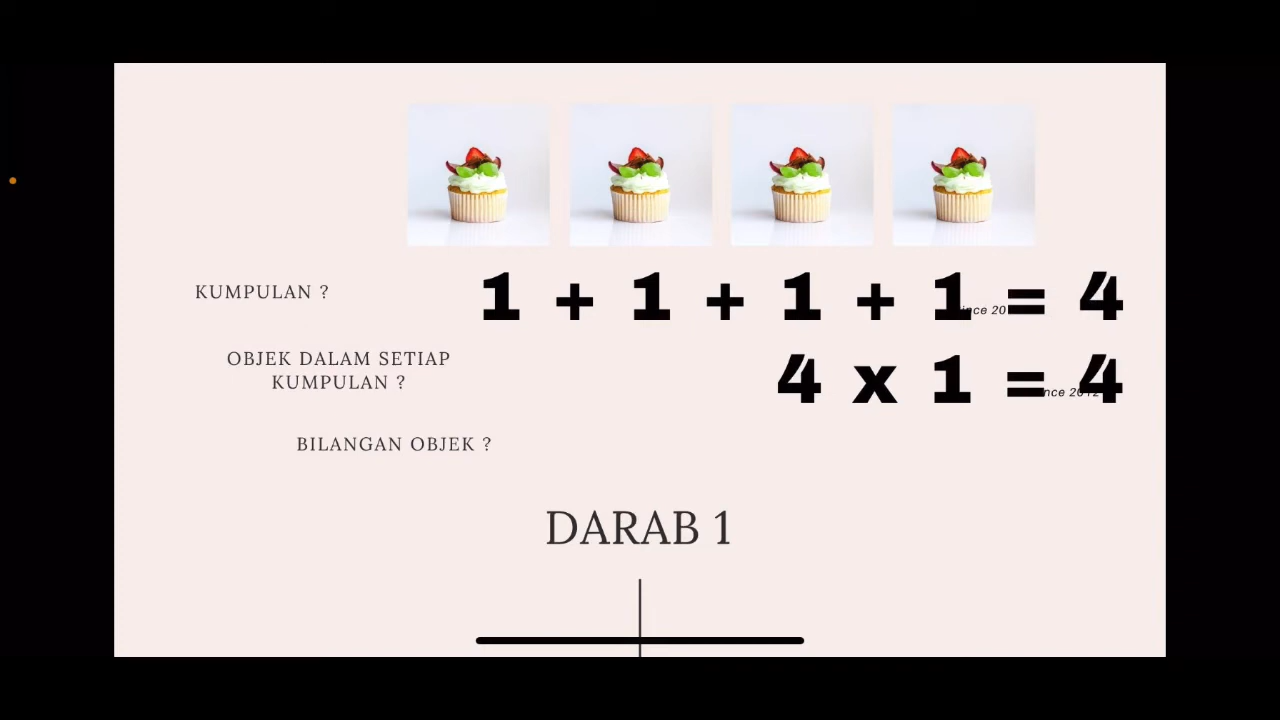 KUMPULAN ?
1 + 1 + 1 + 1 = 4
OBJEK DALAM SETIAP
KUMPULAN ?
4 x 1 = 4
BILANGAN OBJEK ?
DARAB 1